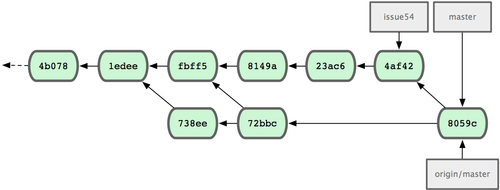 issue54 master
4b078 1edee fbff5 8149a 23ac6 4af42
738ee 72bbc 8059c
origin/master